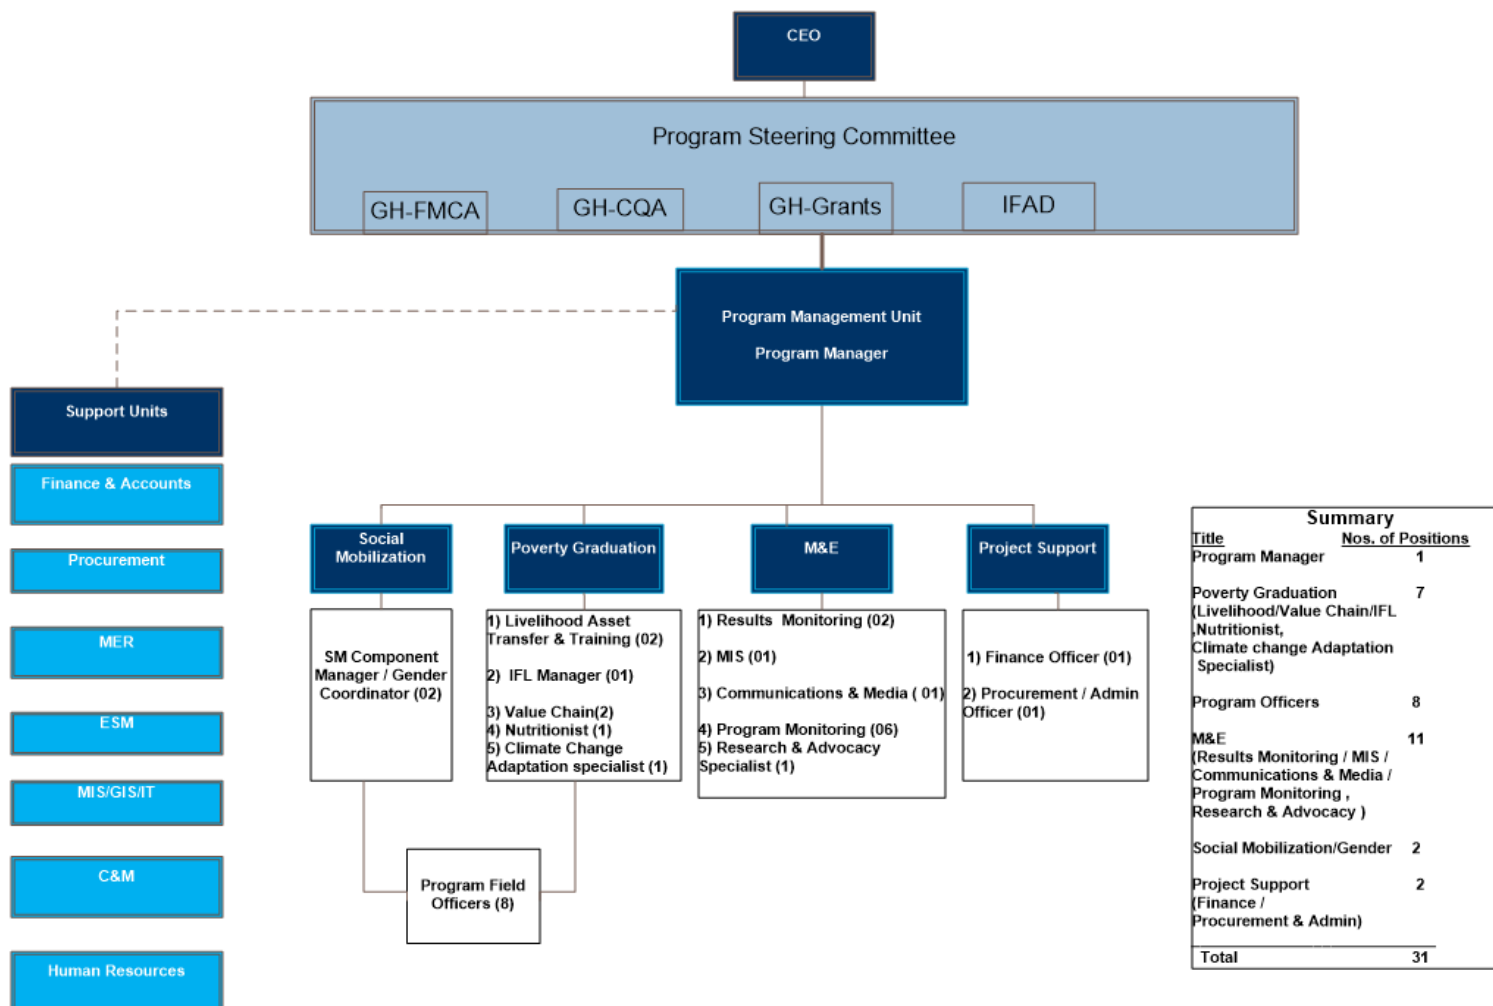 CEO
Program Steering Committee
GH-FMCA
GH-CQA
GH-Grants
IFAD
Program Management Unit
Program Manager
Support Units
Finance & Accounts
Procurement
MER
ESM
MIS/GIS/IT
C&M
Human Resources
Social
Mobilization
Poverty Graduation
M&E
Project Support
SM Component
Manager / Gender
Coordinator (02)
1) Livelihood Asset
Transfer & Training (02)
2)  IFL Manager (01)
3) Value Chain(2)
4) Nutritionist (1)
5) Climate Change
Adaptation specialist (1)
1) Results  Monitoring (02)
2) MIS (01)
3) Communications & Media ( 01)
4) Program Monitoring (06)
5) Research & Advocacy
Specialist (1)
1) Finance Officer (01)
2) Procurement / Admin
Officer (01)
Program Field
Officers (8)
Summary
Title Nos. of Positions
Program Manager 1
Poverty Graduation 7
(Livelihood/Value Chain/IFL
,Nutritionist,
Climate change Adaptation
Specialist)
Program Officers 8
M&E 11
(Results Monitoring / MIS /
Communications & Media /
Program Monitoring ,
Research & Advocacy )
Social Mobilization/Gender 2
Project Support 2
(Finance /
Procurement & Admin)
Total 31